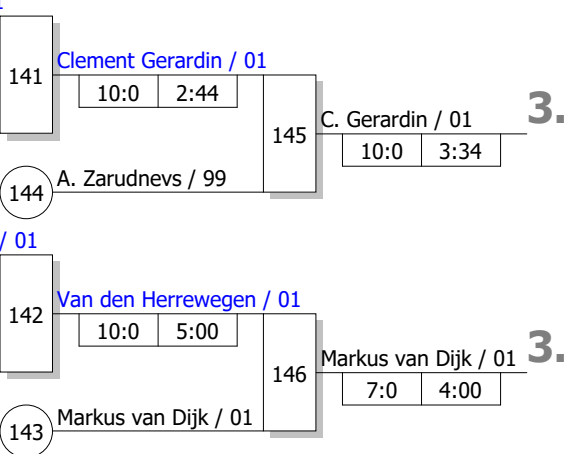 141
Clement Gerardin / 01
10:0 2:44
145
C. Gerardin / 01
3.
10:0 3:34
144
A. Zarudnevs / 99
/ 01
142
Van den Herrewegen / 01
10:0 5:00
146
Markus van Dijk / 01
3.
7:0 4:00
143
Markus van Dijk / 01